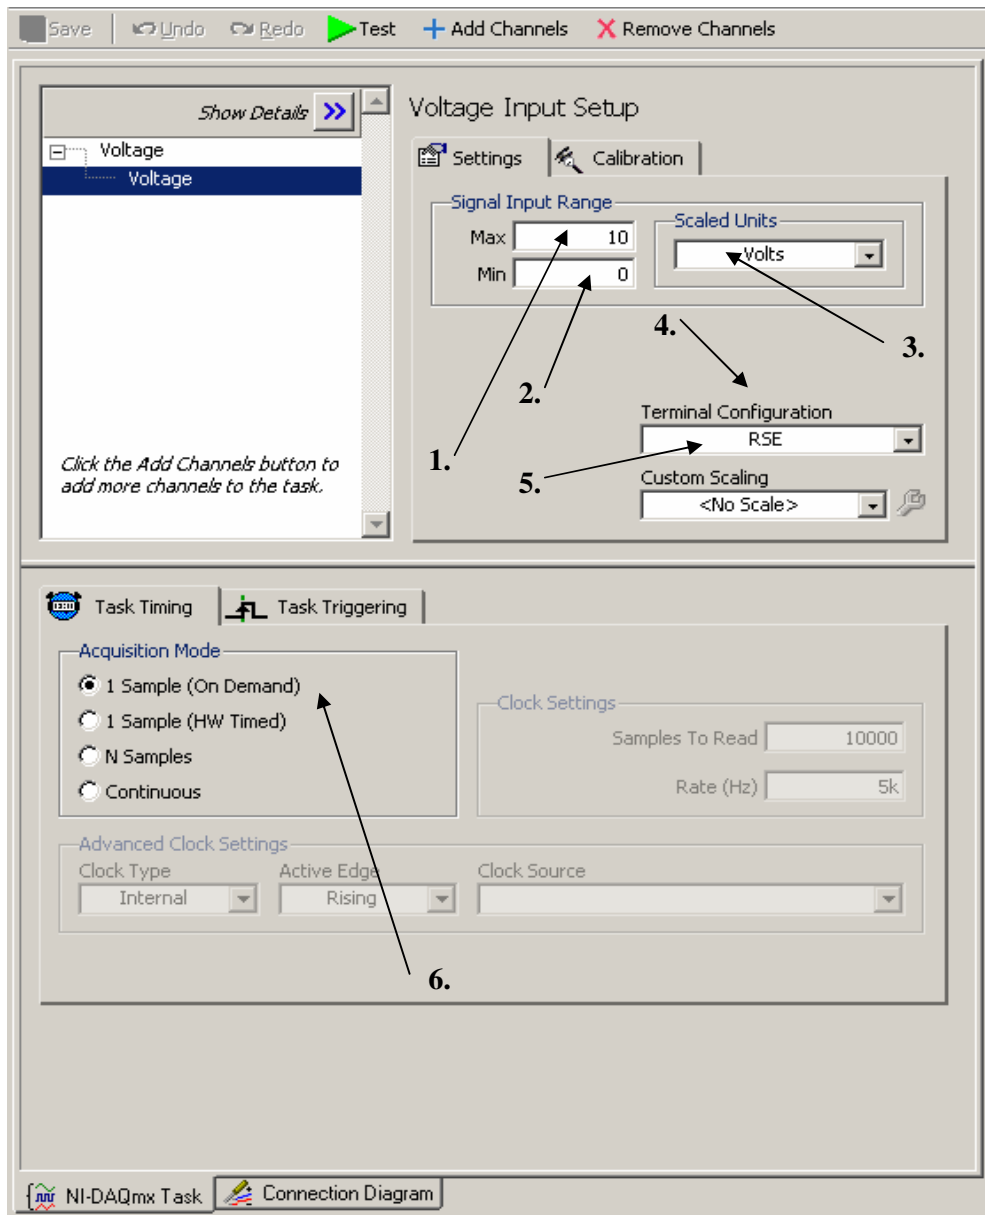 Save Undo Redo Test Add Channels Remove Channels
Show Details
Voltage
Voltage
Click the Add Channels button to
add more channels to the task.
Voltage Input Setup
Settings Calibration
Signal Input Range
Max 10
Min 0
Scaled Units
Volts
4.
3.
2.
1.
5.
Terminal Configuration
RSE
Custom Scaling
<No Scale>
Task Timing Task Triggering
Acquisition Mode
1 Sample (On Demand)
1 Sample (HW Timed)
N Samples
Continuous
Clock Settings
Samples To Read 10000
Rate (Hz) 5k
Advanced Clock Settings
Clock Type Active Edge Clock Source
Internal Rising
6.
NI-DAQmx Task Connection Diagram